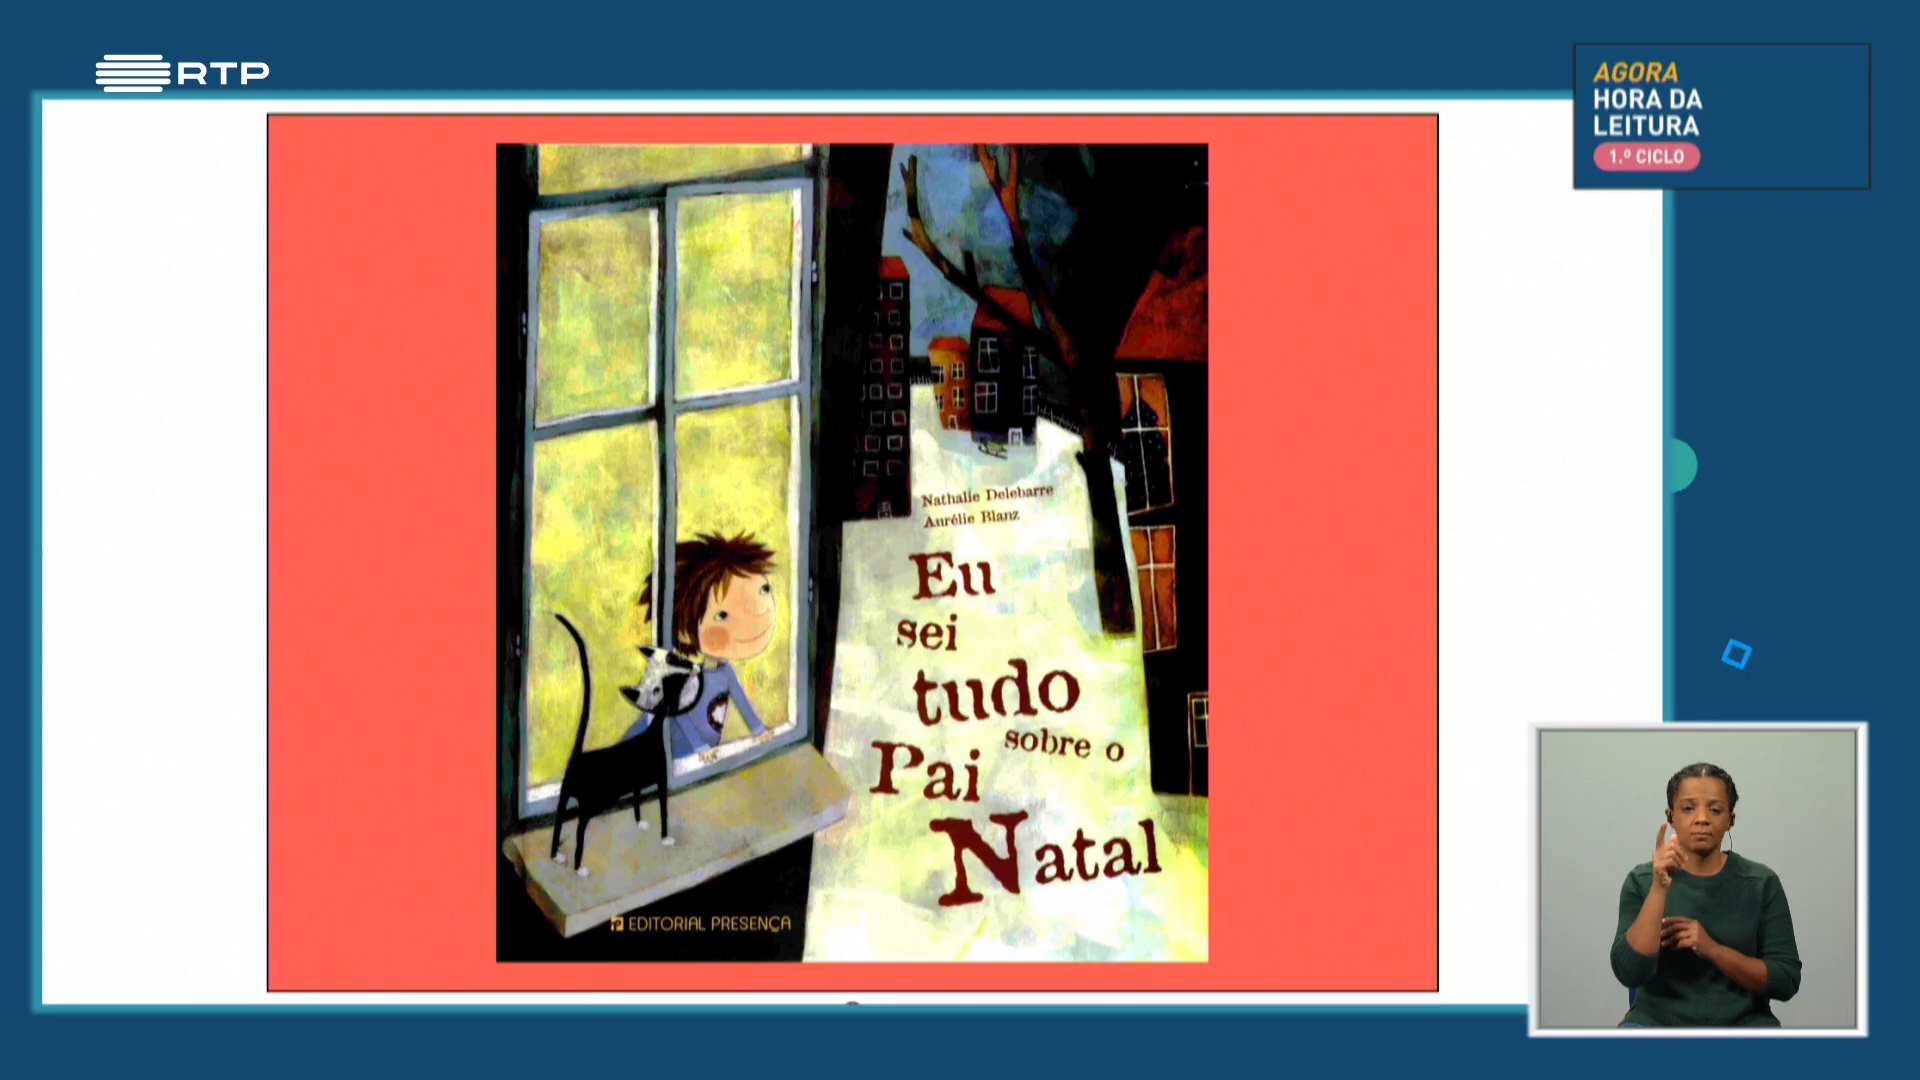 RTP
AGORA
HORA DA
LEITURA
1.º CICLO
Nathalie Delebarre
Aurélie Blanz
Eu
sei
tudo
sobre o
Pai
Natal
EDITORIAL PRESENÇA